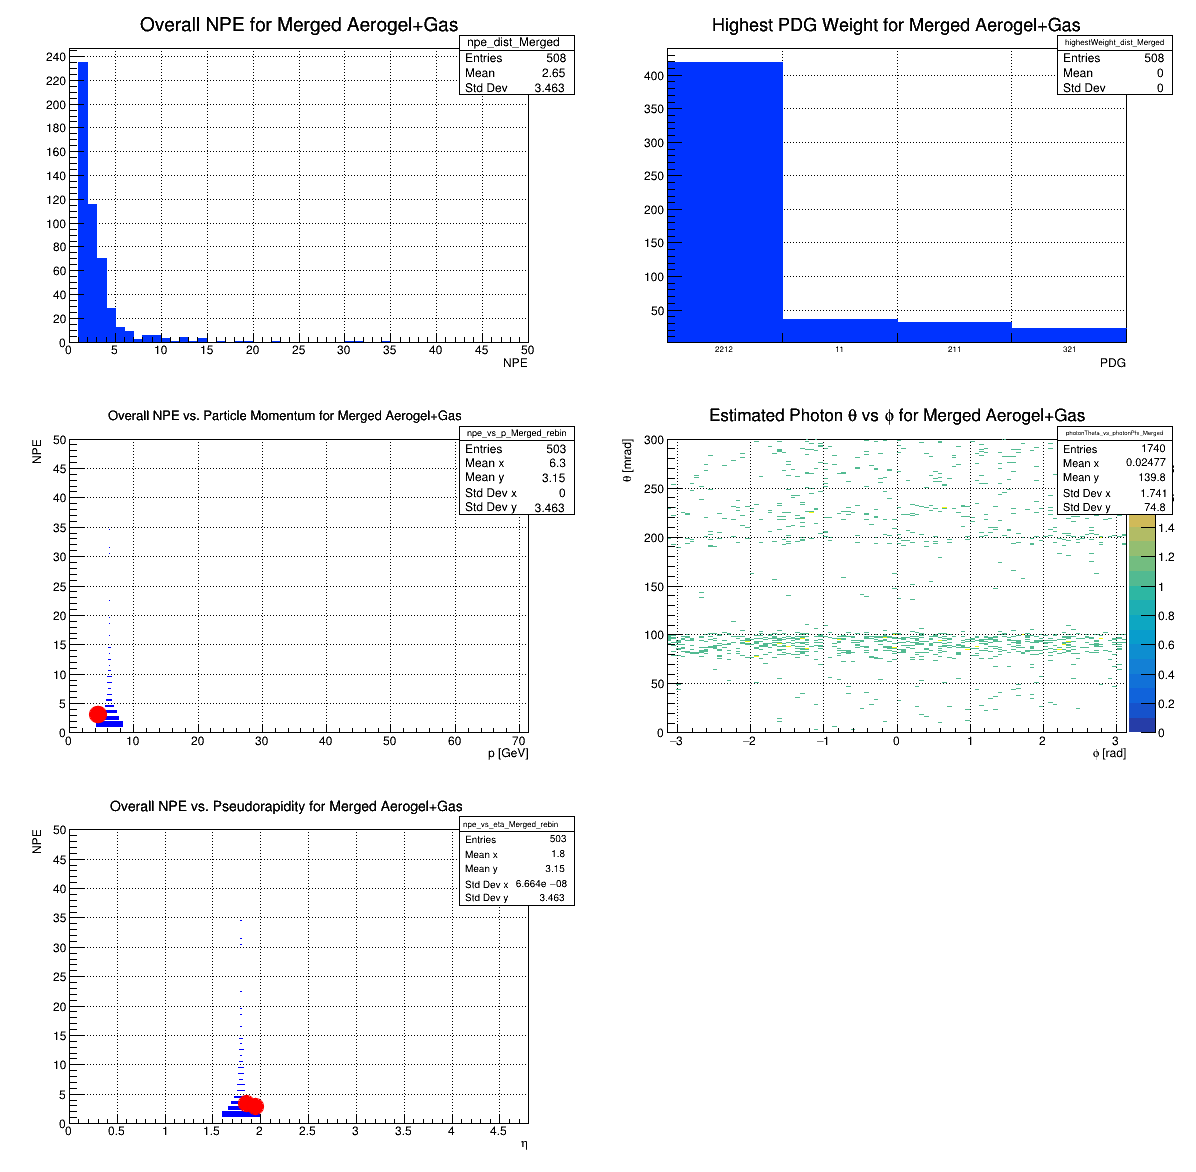 Overall NPE for Merged Aerogel+Gas
npe_dist_Merged
Entries 508
Mean 2.65
Std Dev 3.463
240
220
200
180
160
140
120
100
80
60
40
20
0
0 5 10 15 20 25 30 35 40 45 50
NPE
Highest PDG Weight for Merged Aerogel+Gas
highestWeight_dist_Merged
Entries 508
Mean 0
Std Dev 0
400
350
300
250
200
150
100
50
2212 11 211 321
PDG
Overall NPE vs. Particle Momentum for Merged Aerogel+Gas
npe_vs_p_Merged_rebin
Entries 503
Mean x 6.3
Mean y 3.15
Std Dev x 0
Std Dev y 3.463
NPE
50
45
40
35
30
25
20
15
10
5
0
0 10 20 30 40 50 60 70
p [GeV]
Estimated Photon θ vs ϕ for Merged Aerogel+Gas
photonTheta_vs_photonPhi_Merged
Entries 1740
Mean x 0.02477
Mean y 139.8
Std Dev x 1.741
Std Dev y 74.8
θ [mrad]
300
250
200
150
100
50
0
−3 −2 −1 0 1 2 3
ϕ [rad]
1.4
1.2
1
0.8
0.6
0.4
0.2
0
Overall NPE vs. Pseudorapidity for Merged Aerogel+Gas
npe_vs_eta_Merged_rebin
Entries 503
Mean x 1.8
Mean y 3.15
Std Dev x 6.664e −08
Std Dev y 3.463
NPE
50
45
40
35
30
25
20
15
10
5
0
0 0.5 1 1.5 2 2.5 3 3.5 4 4.5
η